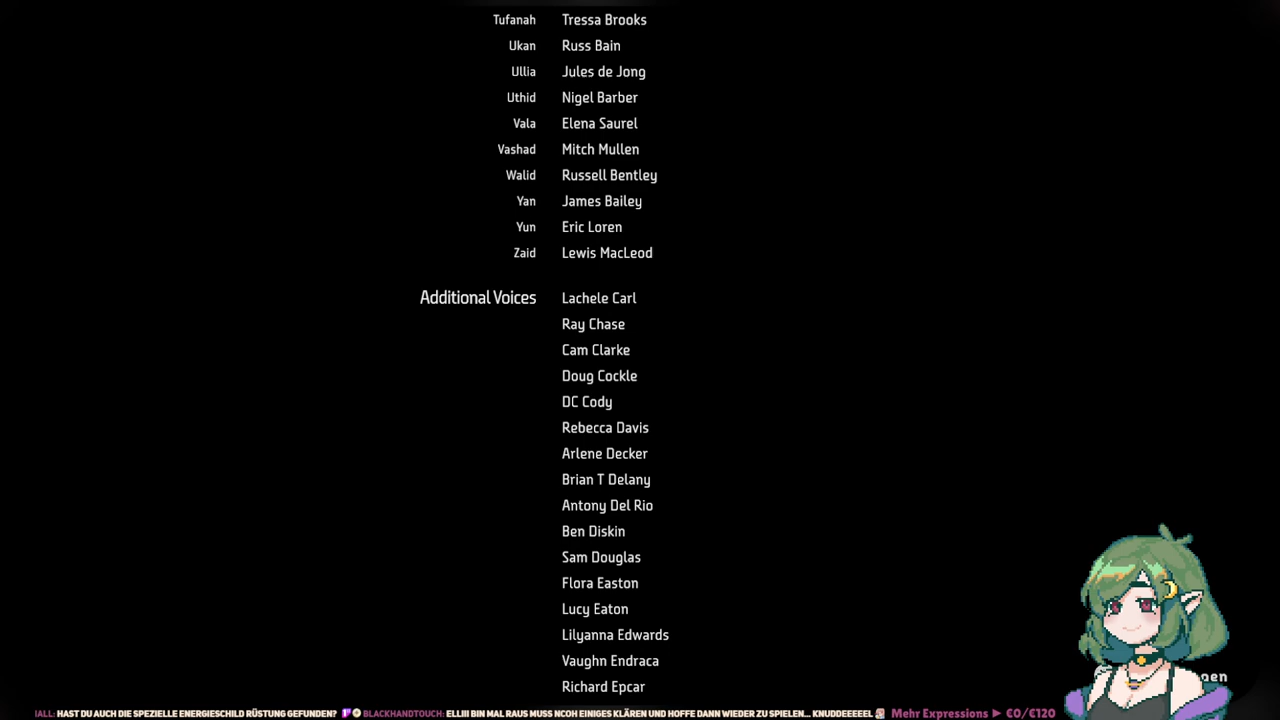 Tufanah Tressa Brooks
Ukan Russ Bain
Ullia Jules de Jong
Uthid Nigel Barber
Vala Elena Saurel
Vashad Mitch Mullen
Walid Russell Bentley
Yan James Bailey
Yun Eric Loren
Zaid Lewis MacLeod
Additional Voices Lachele Carl
Ray Chase
Cam Clarke
Doug Cockle
DC Cody
Rebecca Davis
Arlene Decker
Brian T Delany
Antony Del Rio
Ben Diskin
Sam Douglas
Flora Easton
Lucy Eaton
Lilyanna Edwards
Vaughn Endraca
Richard Epcar
IALL: HAST DU AUCH DIE SPEZIELLE ENERGIESCHILD RÜSTUNG GEFUNDEN? BLACKHANDTOUCH: ELLIII BIN MAL RAUS MUSS NCOH EINIGES KLÄREN UND HOFFE DANN WIEDER ZU SPIELEN... KNUDDEEEEEL Mehr Expressions ► €0/€120